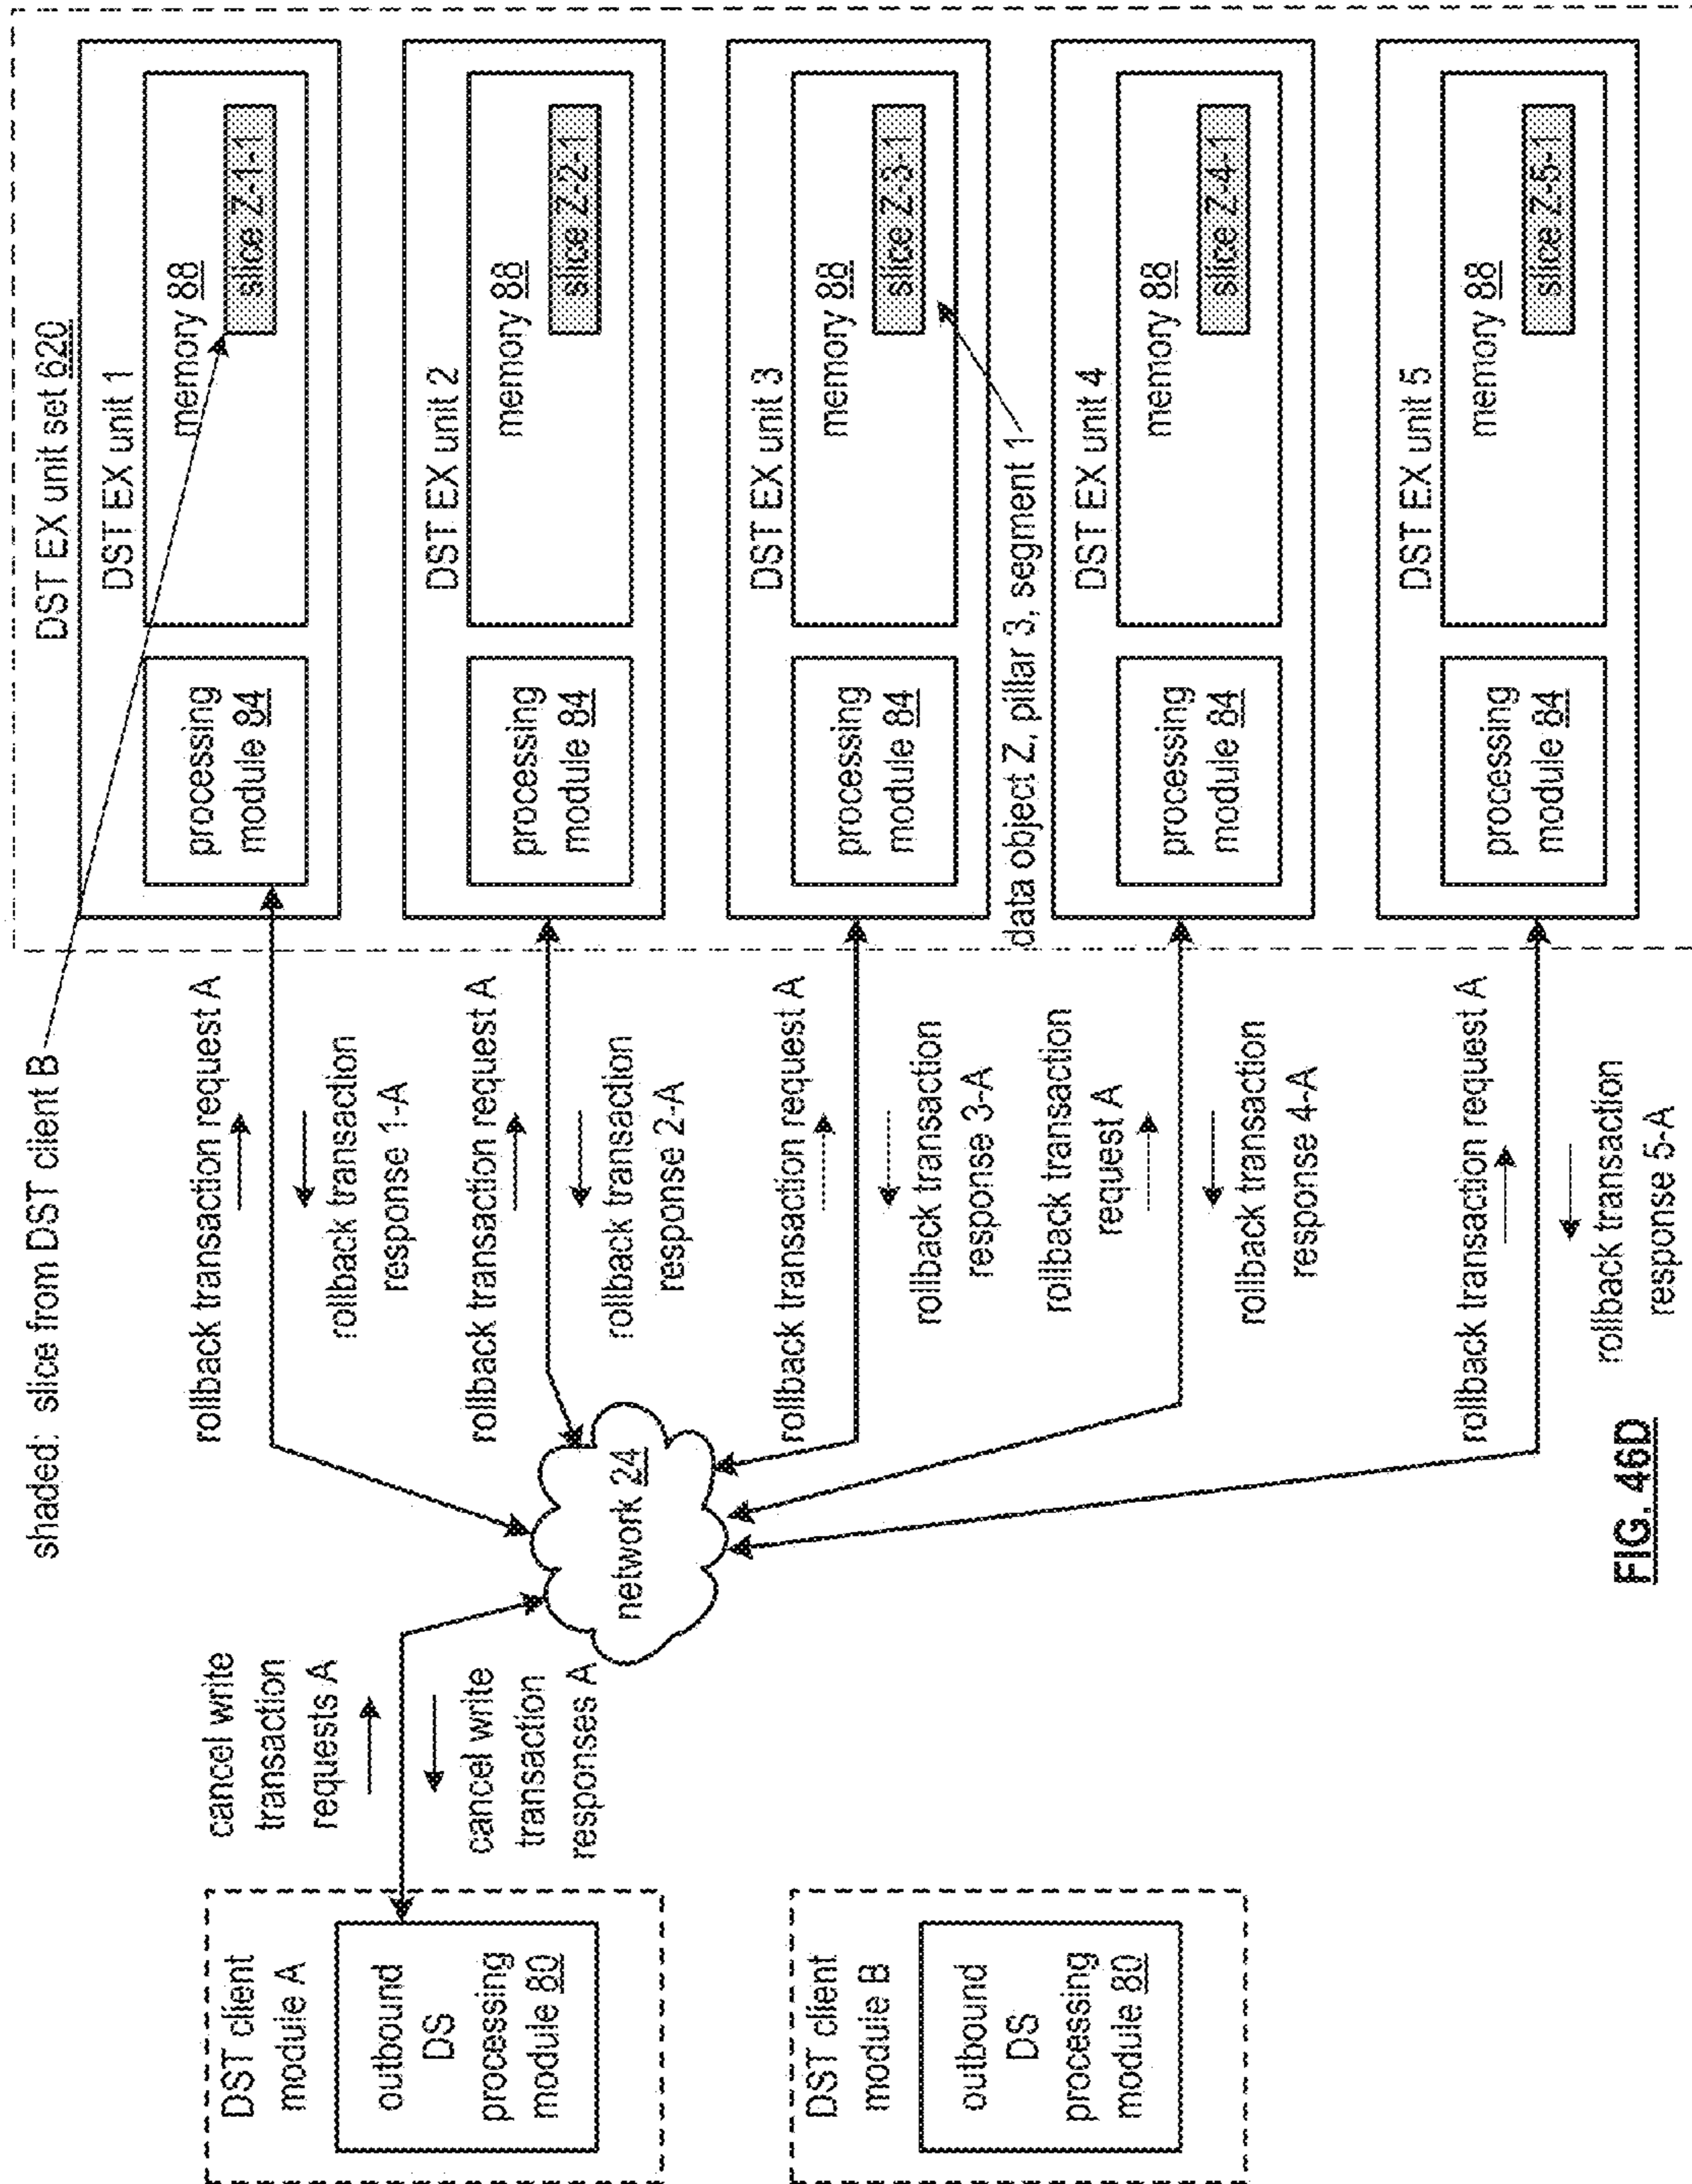 shaded: slice from DST client B
DST EX unit set 620
DST client
module A
outbound
DS
processing
module 80
cancel write
transaction
requests A
cancel write
transaction
responses A
network 24
DST client
module B
outbound
DS
processing
module 80
rollback transaction request A
rollback transaction
response 1-A
DST EX unit 1
processing
module 84
memory 88
slice Z-1-1
rollback transaction request A
rollback transaction
response 2-A
DST EX unit 2
processing
module 84
memory 88
slice Z-2-1
rollback transaction request A
rollback transaction
response 3-A
DST EX unit 3
processing
module 84
memory 88
slice Z-3-1
data object Z, pillar 3, segment 1
rollback transaction
request A
rollback transaction
response 4-A
DST EX unit 4
processing
module 84
memory 88
slice Z-4-1
rollback transaction request A
rollback transaction
response 5-A
DST EX unit 5
processing
module 84
memory 88
slice Z-5-1
FIG. 46D